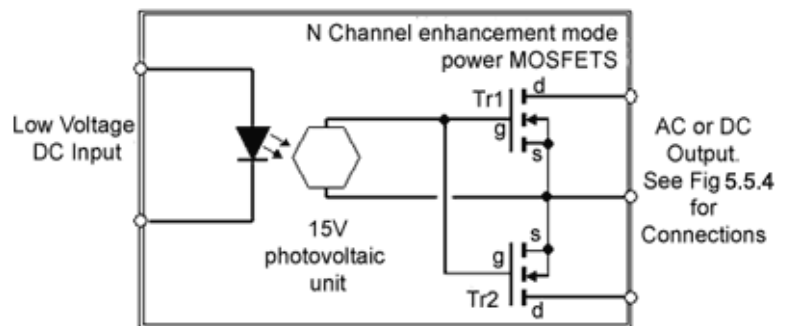 N Channel enhancement mode
power MOSFETS
d
Tr1
g
s
Low Voltage
DC Input
AC or DC
Output.
See Fig 5.5.4
for
Connections
15V
photovoltaic
unit
s
g
Tr2
d